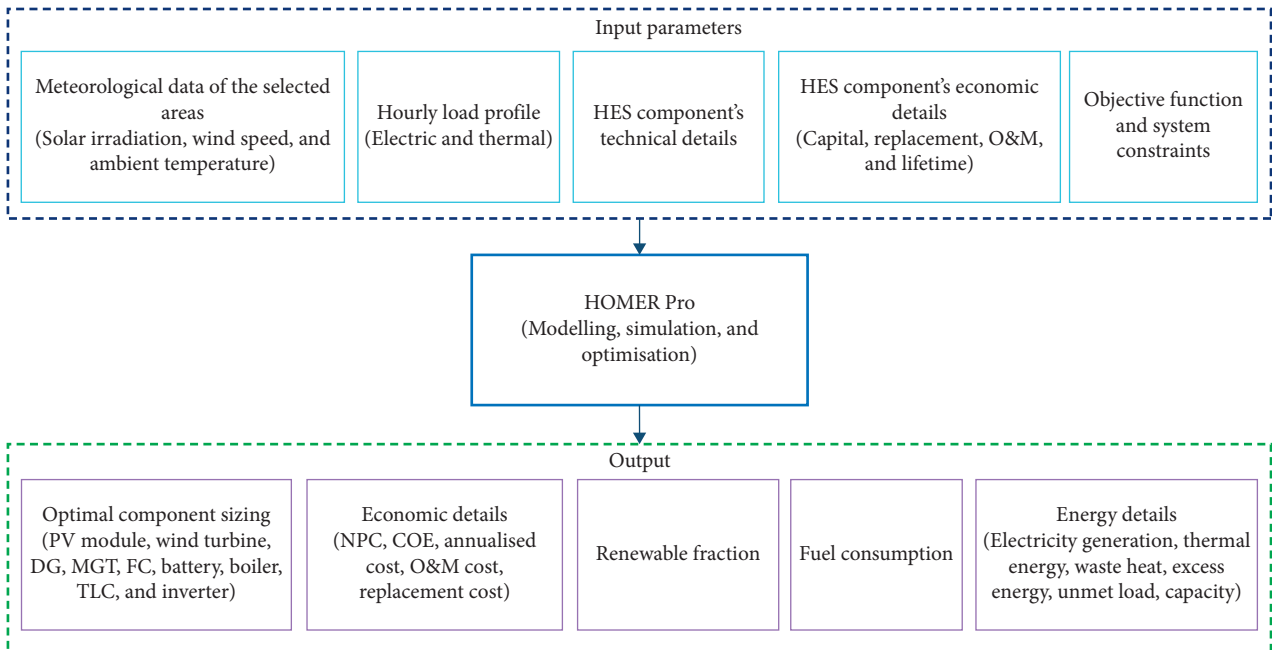 Input parameters
Meteorological data of the selected
areas
(Solar irradiation, wind speed, and
ambient temperature)
Hourly load profile
(Electric and thermal)
HES component's
technical details
HES component's economic
details
(Capital, replacement, O&M,
and lifetime)
Objective function
and system
constraints
HOMER Pro
(Modelling, simulation, and
optimisation)
Output
Optimal component sizing
(PV module, wind turbine,
DG, MGT, FC, battery, boiler,
TLC, and inverter)
Economic details
(NPC, COE, annualised
cost, O&M cost,
replacement cost)
Renewable fraction
Fuel consumption
Energy details
(Electricity generation, thermal
energy, waste heat, excess
energy, unmet load, capacity)